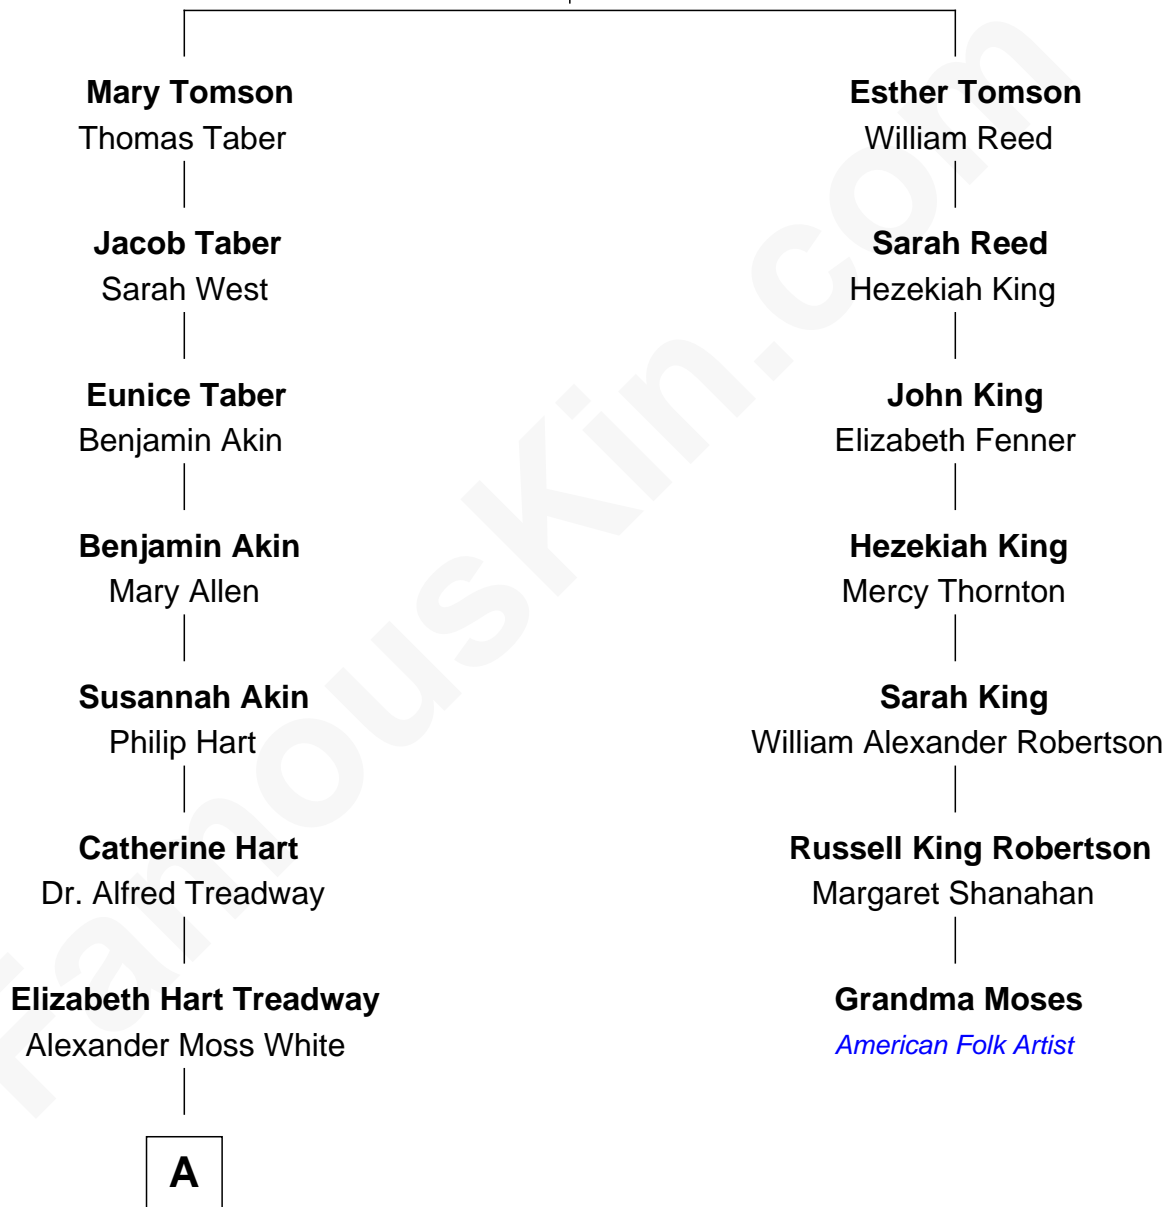 Mary Tomson
Thomas Taber
Jacob Taber
Sarah West
Eunice Taber
Benjamin Akin
Benjamin Akin
Mary Allen
Susannah Akin
Philip Hart
Catherine Hart
Dr. Alfred Treadway
Elizabeth Hart Treadway
Alexander Moss White
A
Esther Tomson
William Reed
Sarah Reed
Hezekiah King
John King
Elizabeth Fenner
Hezekiah King
Mercy Thornton
Sarah King
William Alexander Robertson
Russell King Robertson
Margaret Shanahan
Grandma Moses
American Folk Artist
FamousKin.com